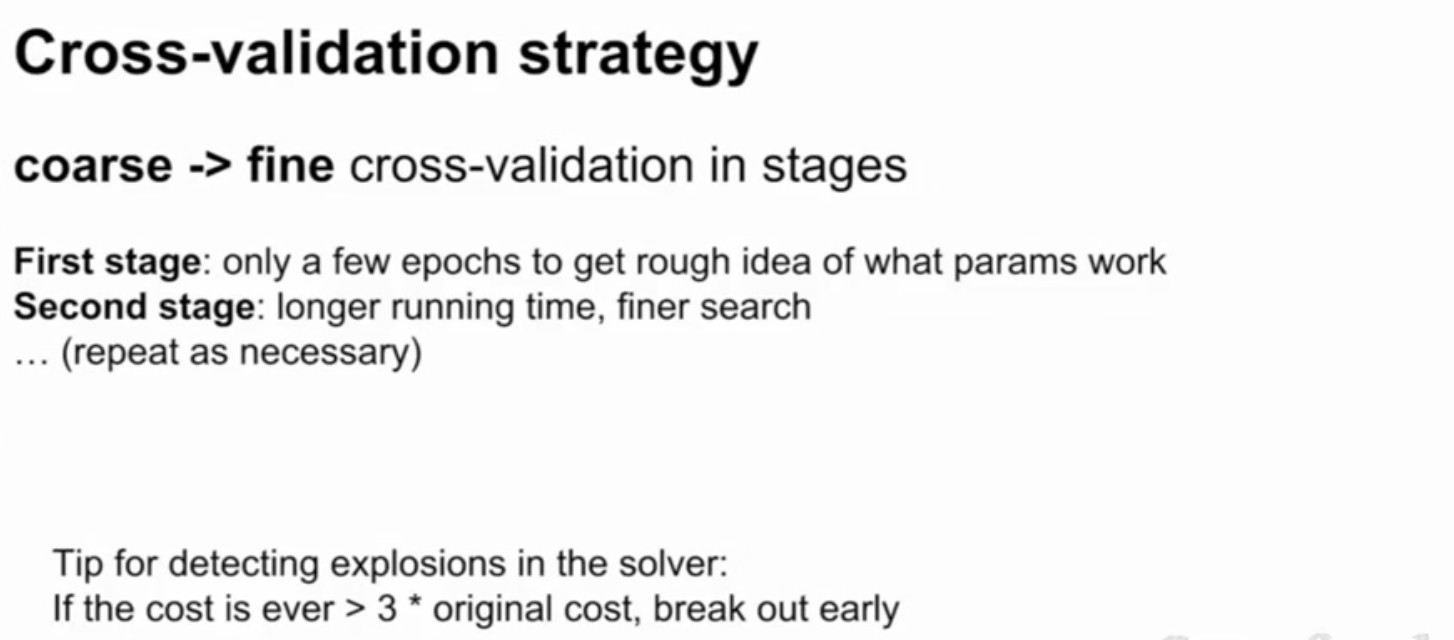 Cross-validation strategy
coarse -> fine cross-validation in stages
First stage: only a few epochs to get rough idea of what params work
Second stage: longer running time, finer search
… (repeat as necessary)
Tip for detecting explosions in the solver:
If the cost is ever > 3 * original cost, break out early